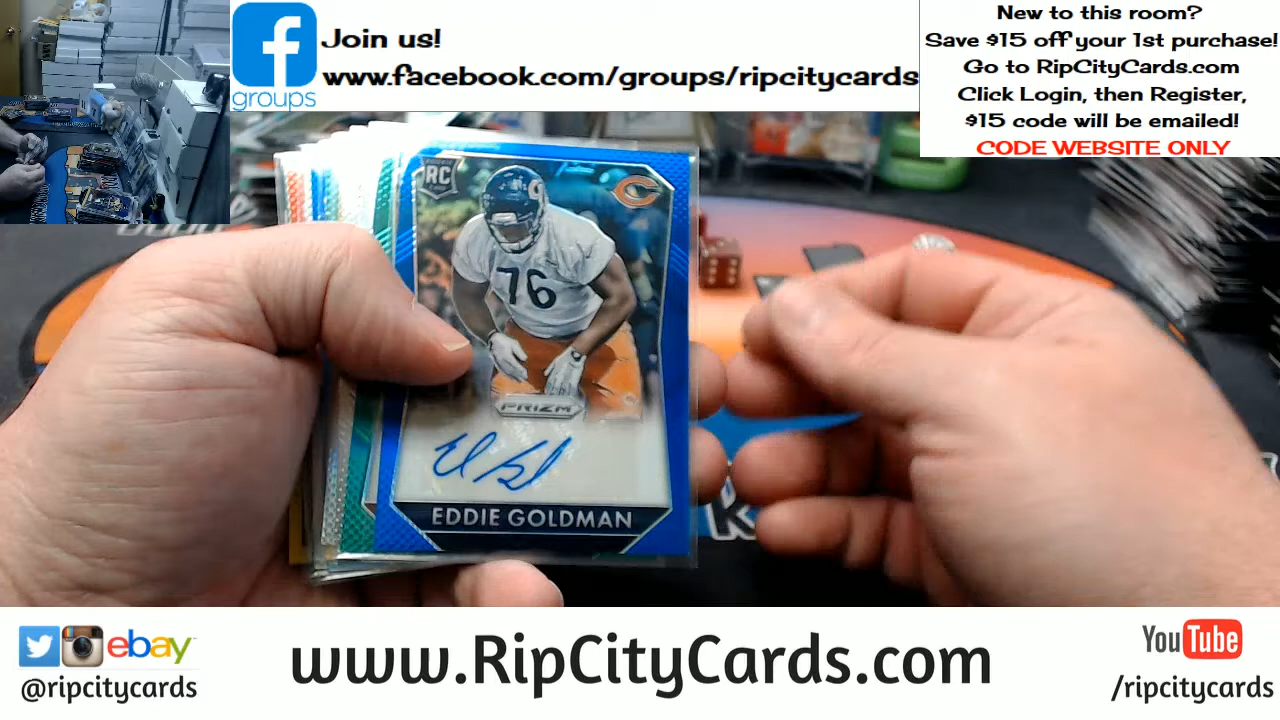 groups
Join us!
www.facebook.com/groups/ripcitycards
New to this room?
Save $15 off your 1st purchase!
Go to RipCityCards.com
Click Login, then Register,
$15 code will be emailed!
CODE WEBSITE ONLY
RC
C
76
PRIZM
EDDIE GOLDMAN
ebay
@ripcitycards
www.RipCityCards.com
YouTube
/ripcitycards